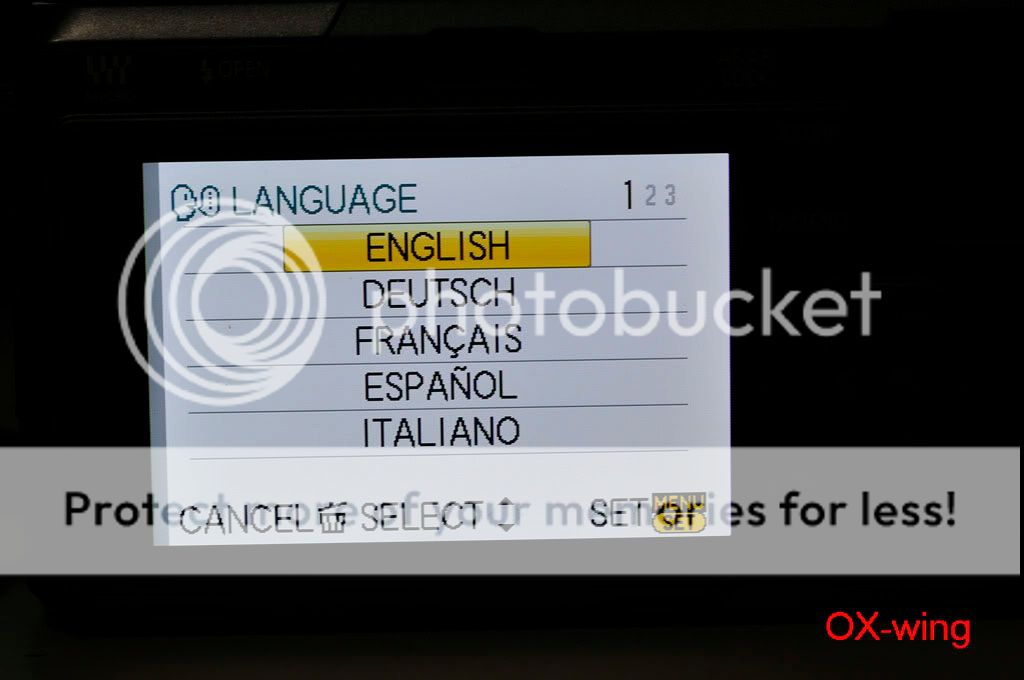 OPEN
LANGUAGE 1 2 3
ENGLISH
DEUTSCH
photobucket
FRANÇAIS
ESPAÑOL
ITALIANO
Protect more of your memories for less!
CANCEL SELECT SET MENU SET
OX-wing